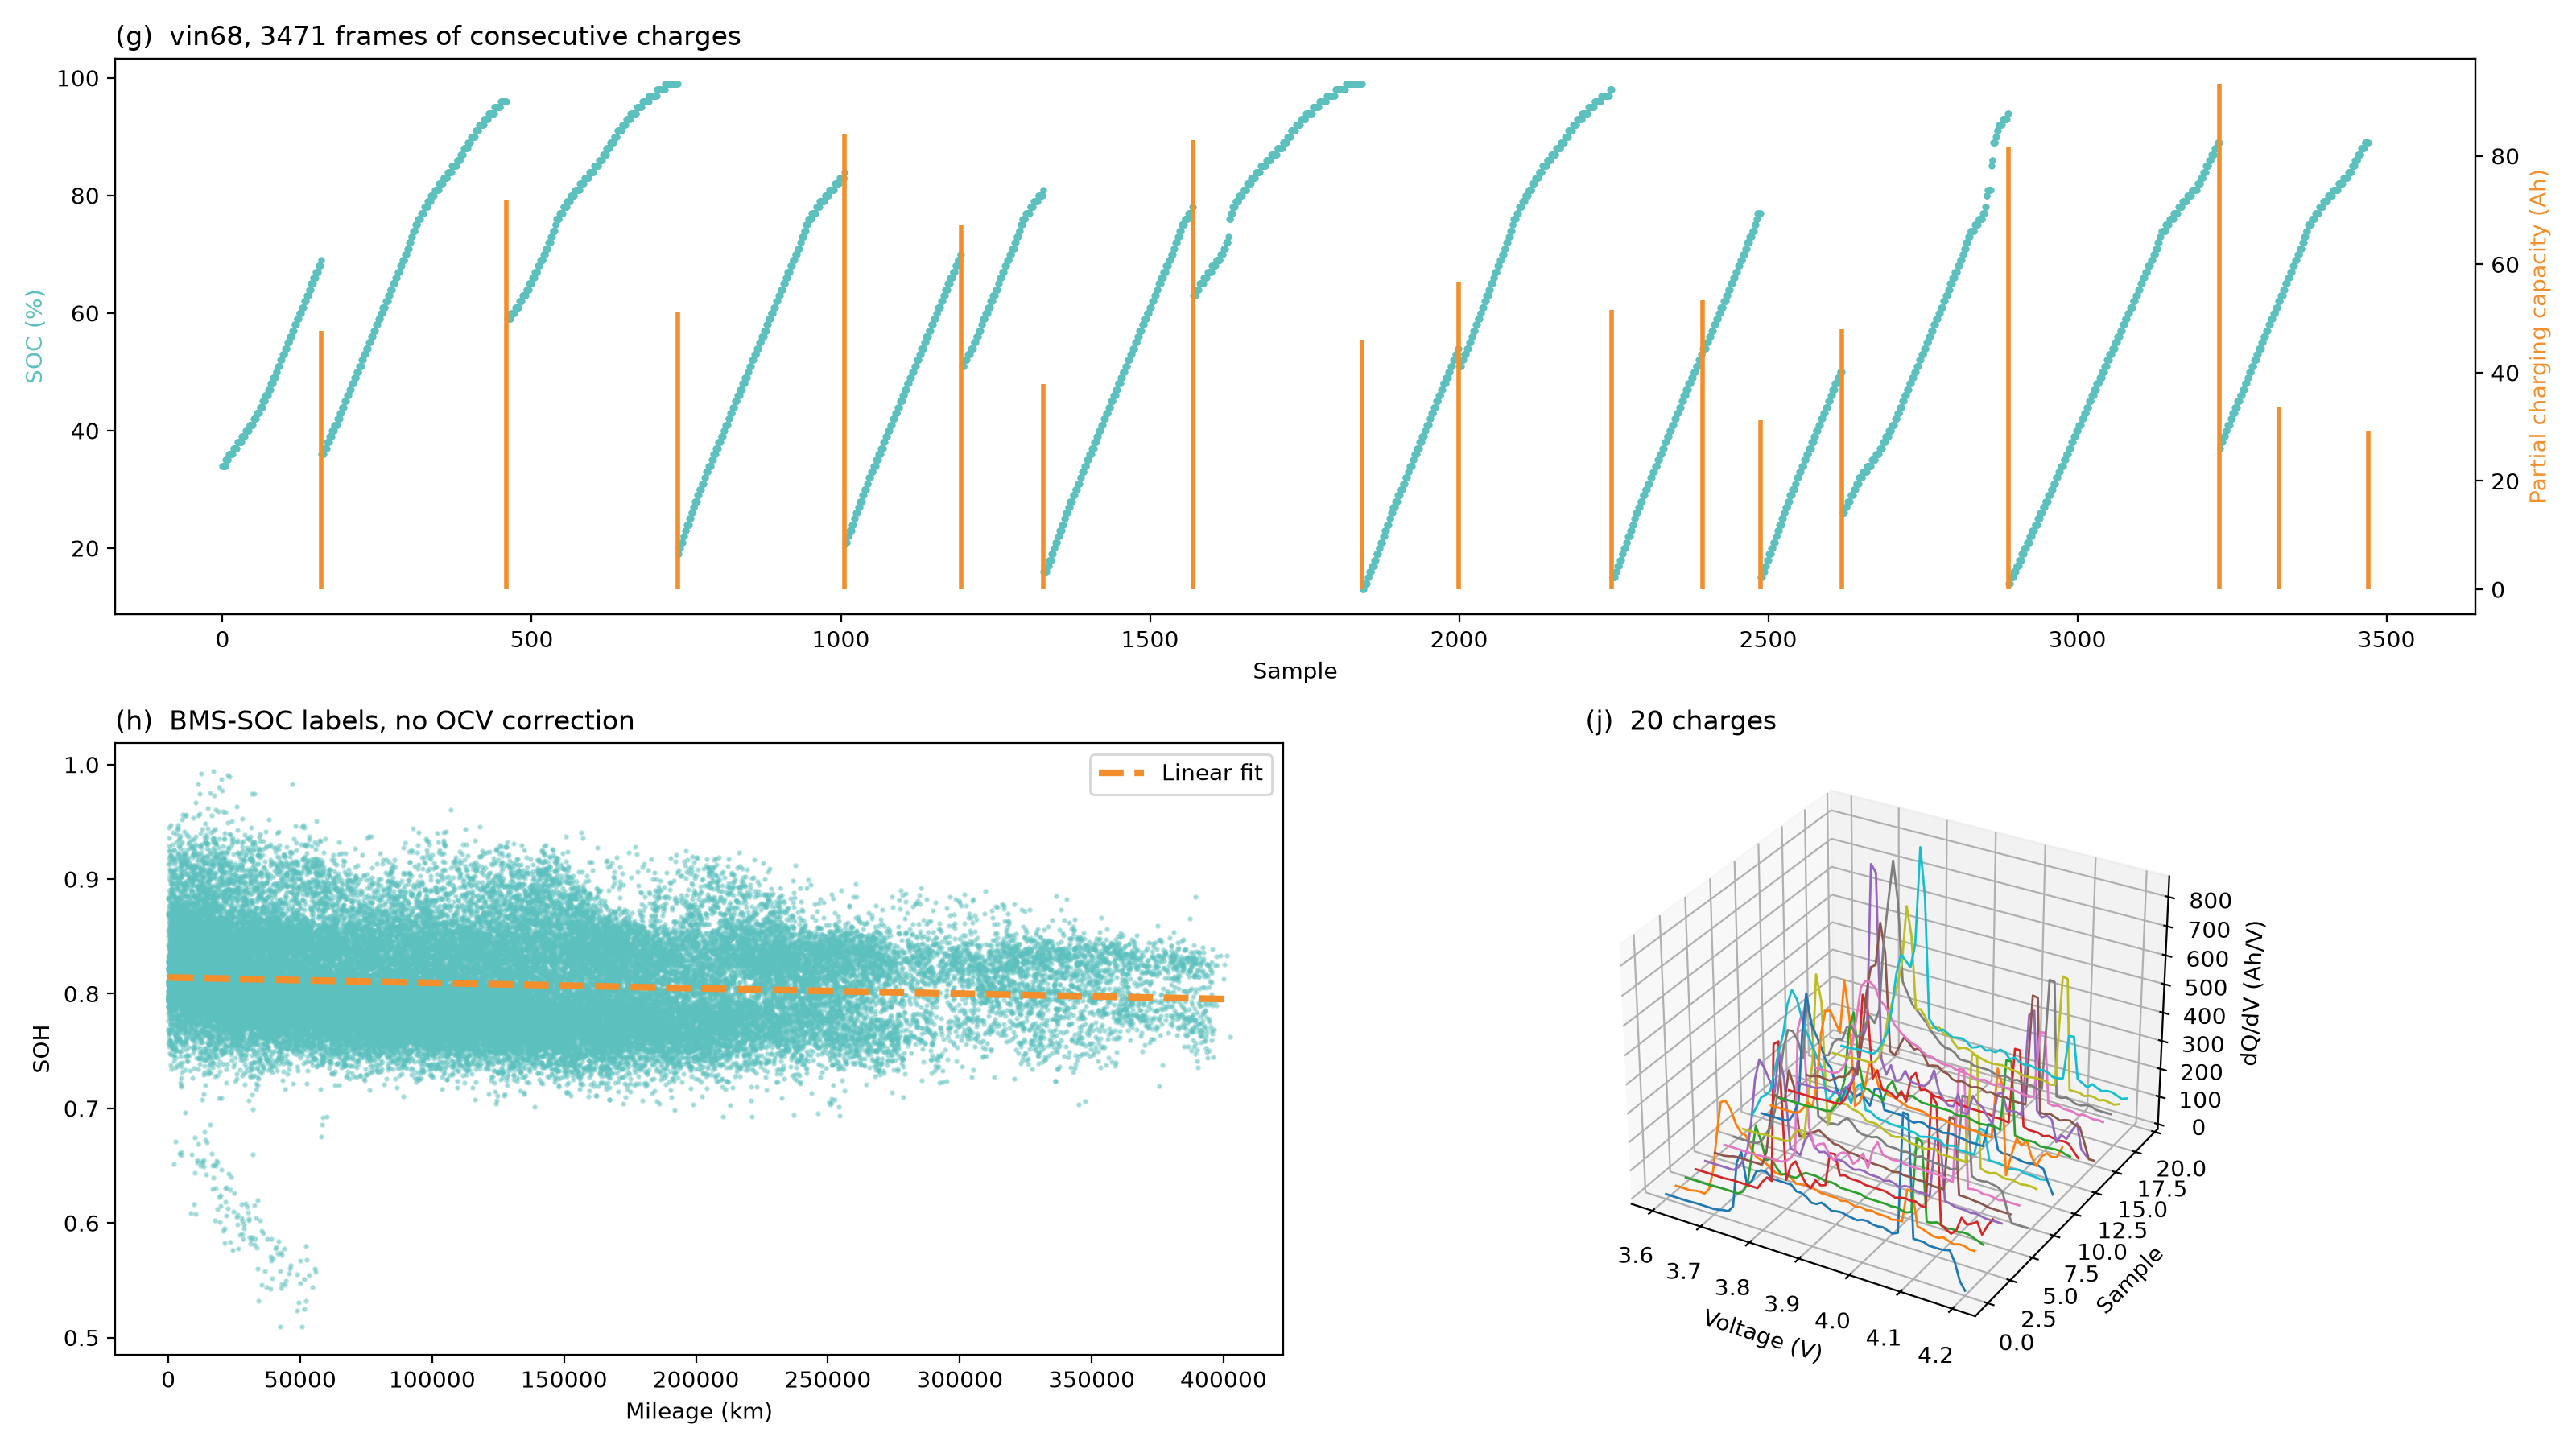 (g)  vin68, 3471 frames of consecutive charges
100
80
60
40
20
SOC (%)
80
60
40
20
0
Partial charging capacity (Ah)
0 500 1000 1500 2000 2500 3000 3500
Sample
(h)  BMS-SOC labels, no OCV correction
Linear fit
1.0
0.9
0.8
0.7
0.6
0.5
SOH
0 50000 100000 150000 200000 250000 300000 350000 400000
Mileage (km)
(j)  20 charges
800
700
600
500
400
300
200
100
0
dQ/dV (Ah/V)
20.0
17.5
15.0
12.5
10.0
7.5
5.0
2.5
0.0
Sample
3.6 3.7 3.8 3.9 4.0 4.1 4.2
Voltage (V)